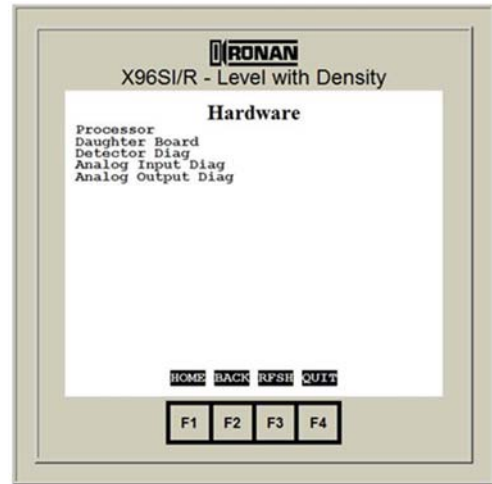 RONAN
X96SI/R - Level with Density
Hardware
Processor
Daughter Board
Detector Diag
Analog Input Diag
Analog Output Diag
HOME BACK RFSH QUIT
F1 F2 F3 F4